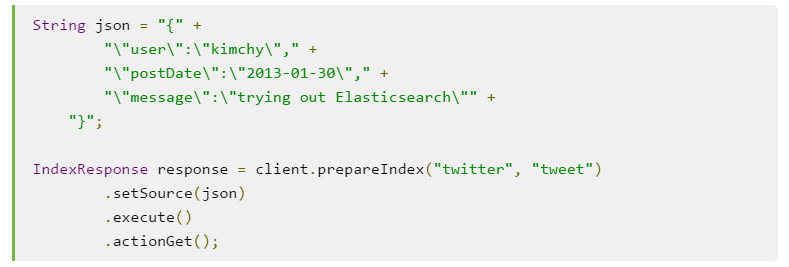 String json = "{" +
"\"user\":\"kimchy\"," +
"\"postDate\":\"2013-01-30\"," +
"\"message\":\"trying out Elasticsearch\"" +
"}";
IndexResponse response = client.prepareIndex("twitter", "tweet")
.setSource(json)
.execute()
.actionGet();